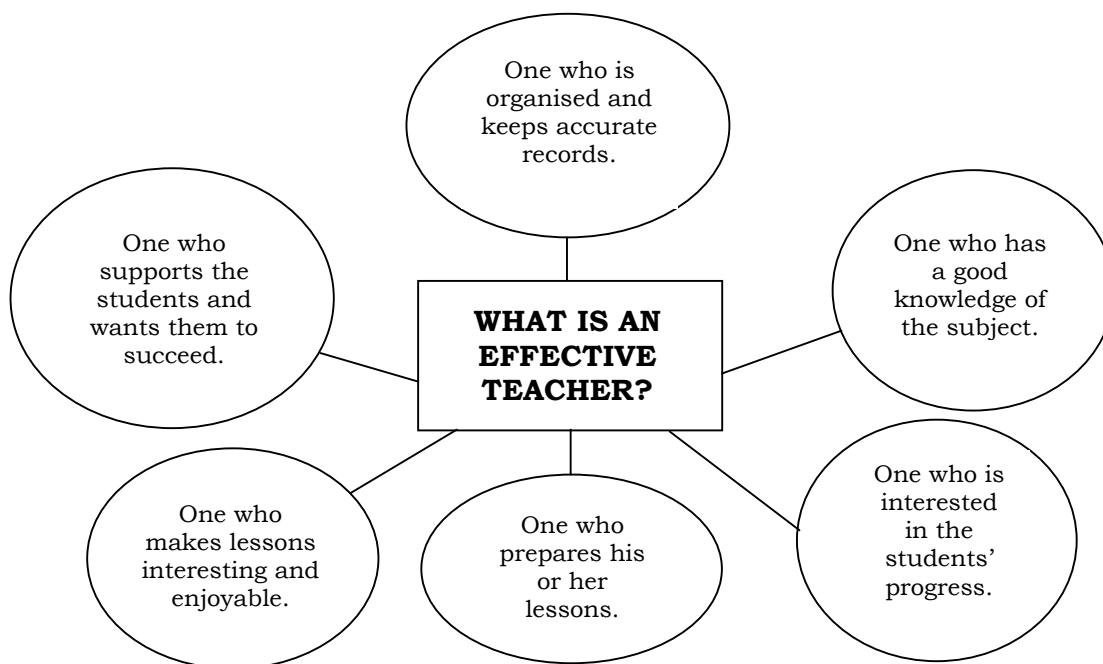 One who is
organised and
keeps accurate
records.
One who
supports the
students and
wants them to
succeed.
WHAT IS AN
EFFECTIVE
TEACHER?
One who has
a good
knowledge of
the subject.
One who
makes lessons
interesting and
enjoyable.
One who
prepares his
or her
lessons.
One who is
interested
in the
students’
progress.